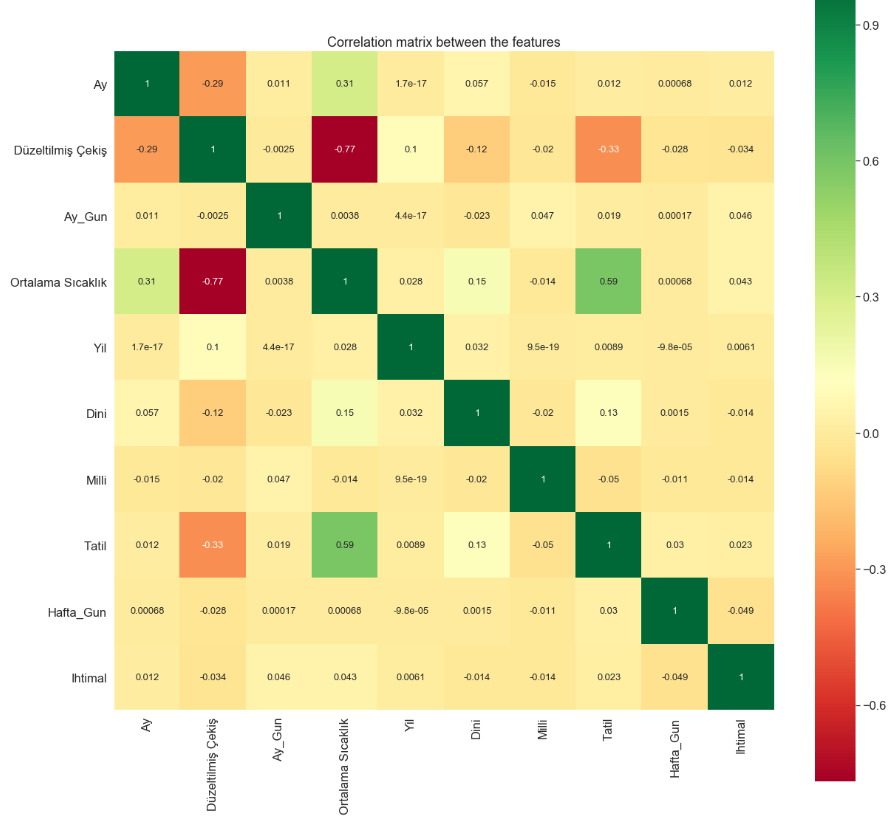 Correlation matrix between the features
Ay 1 -0.29 0.011 0.31 1.7e-17 0.057 -0.015 0.012 0.00068 0.012
Düzeltilmiş Çekiş -0.29 1 -0.0025 -0.77 0.1 -0.12 -0.02 -0.33 -0.028 -0.034
Ay_Gun 0.011 -0.0025 1 0.0038 4.4e-17 -0.023 0.047 0.019 0.00017 0.046
Ortalama Sıcaklık 0.31 -0.77 0.0038 1 0.028 0.15 -0.014 0.59 0.00068 0.043
Yil 1.7e-17 0.1 4.4e-17 0.028 1 0.032 9.5e-19 0.0089 -9.8e-05 0.0061
Dini 0.057 -0.12 -0.023 0.15 0.032 1 -0.02 0.13 0.0015 -0.014
Milli -0.015 -0.02 0.047 -0.014 9.5e-19 -0.02 1 -0.05 -0.011 -0.014
Tatil 0.012 -0.33 0.019 0.59 0.0089 0.13 -0.05 1 0.03 0.023
Hafta_Gun 0.00068 -0.028 0.00017 0.00068 -9.8e-05 0.0015 -0.011 0.03 1 -0.049
Ihtimal 0.012 -0.034 0.046 0.043 0.0061 -0.014 -0.014 0.023 -0.049 1
Ay
Düzeltilmiş Çekiş
Ay_Gun
Ortalama Sıcaklık
Yil
Dini
Milli
Tatil
Hafta_Gun
Ihtimal
0.9
0.6
0.3
0.0
-0.3
-0.6